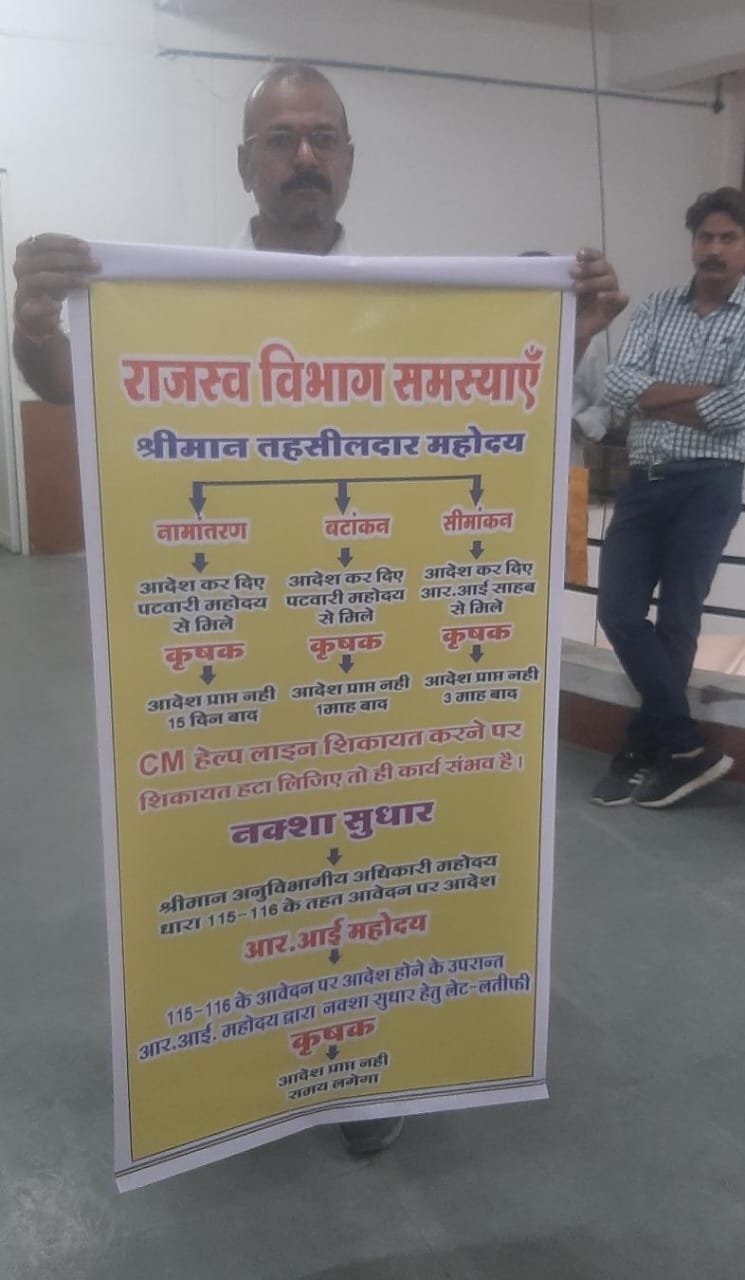 राजस्व विभाग समस्याएँ
श्रीमान तहसीलदार महोदय
नामांतरण
आदेश कर दिए
पटवारी महोदय
से मिले
कृषक
आदेश प्राप्त नही
15 दिन बाद
बटांकन
आदेश कर दिए
पटवारी महोदय
से मिले
कृषक
आदेश प्राप्त नही
1माह बाद
सीमांकन
आदेश कर दिए
आर.आई साहब
से मिले
कृषक
आदेश प्राप्त नही
3 माह बाद
CM हेल्प लाइन शिकायत करने पर
शिकायत हटा लिजिए तो ही कार्य संभव है।
नक्शा सुधार
श्रीमान अनुविभागीय अधिकारी महोदय
धारा 115-116 के तहत आवेदन पर आदेश
आर.आई महोदय
115-116 के आवेदन पर आदेश होने के उपरान्त
आर.आई. महोदय द्वारा नक्शा सुधार हेतु लेट-लतीफी
कृषक
आदेश प्राप्त नही
समय लगेगा